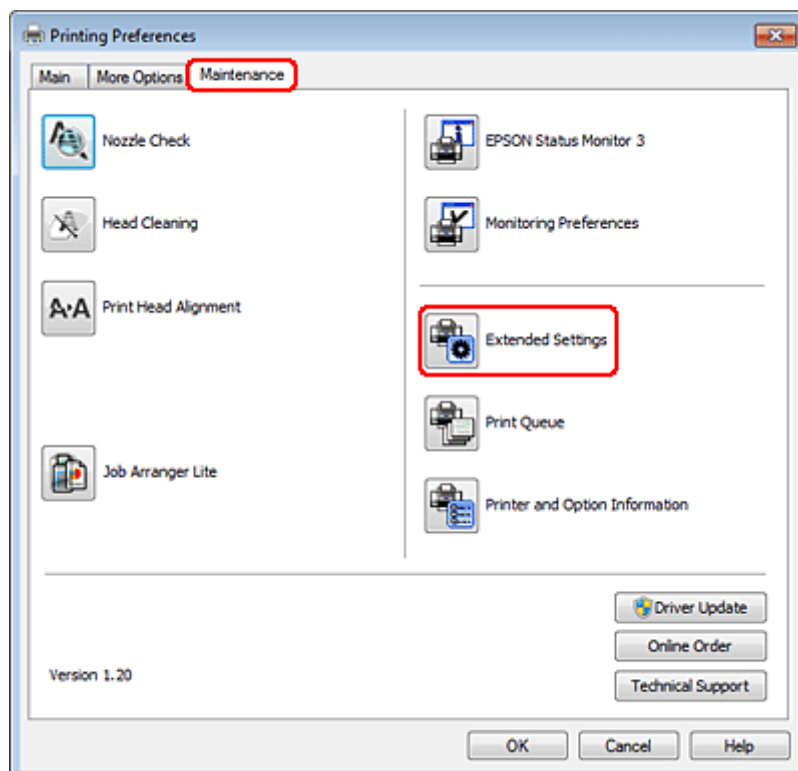 Printing Preferences
Main
More Options
Maintenance
Nozzle Check
Head Cleaning
A·A
Print Head Alignment
Job Arranger Lite
EPSON Status Monitor 3
Monitoring Preferences
Extended Settings
Print Queue
Printer and Option Information
Driver Update
Online Order
Technical Support
Version 1.20
OK
Cancel
Help